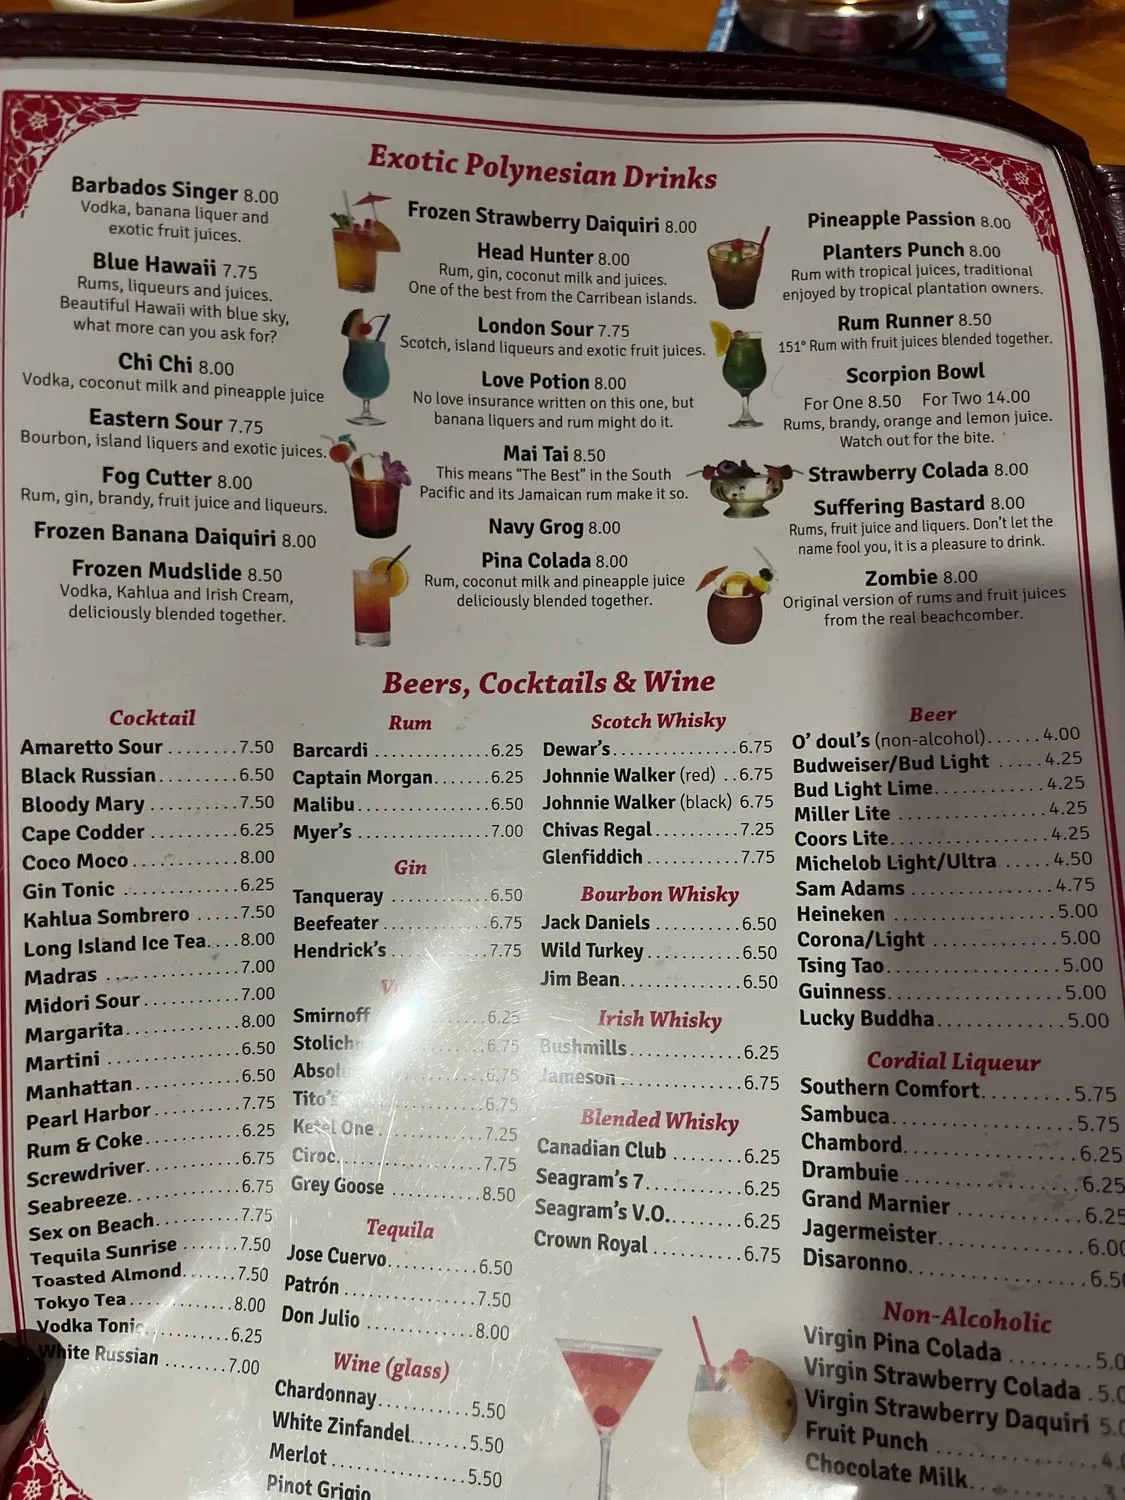 Exotic Polynesian Drinks
Barbados Singer 8.00
Vodka, banana liquer and
exotic fruit juices.
Blue Hawaii 7.75
Rums, liqueurs and juices.
Beautiful Hawaii with blue sky,
what more can you ask for?
Chi Chi 8.00
Vodka, coconut milk and pineapple juice
Eastern Sour 7.75
Bourbon, island liquers and exotic juices.
Fog Cutter 8.00
Rum, gin, brandy, fruit juice and liqueurs.
Frozen Banana Daiquiri 8.00
Frozen Mudslide 8.50
Vodka, Kahlua and Irish Cream,
deliciously blended together.
Frozen Strawberry Daiquiri 8.00
Head Hunter 8.00
Rum, gin, coconut milk and juices.
One of the best from the Carribean islands.
London Sour 7.75
Scotch, island liqueurs and exotic fruit juices.
Love Potion 8.00
No love insurance written on this one, but
banana liquers and rum might do it.
Mai Tai 8.50
This means "The Best" in the South
Pacific and its Jamaican rum make it so.
Navy Grog 8.00
Pina Colada 8.00
Rum, coconut milk and pineapple juice
deliciously blended together.
Pineapple Passion 8.00
Planters Punch 8.00
Rum with tropical juices, traditional
enjoyed by tropical plantation owners.
Rum Runner 8.50
151° Rum with fruit juices blended together.
Scorpion Bowl
For One 8.50 For Two 14.00
Rums, brandy, orange and lemon juice.
Watch out for the bite.
Strawberry Colada 8.00
Suffering Bastard 8.00
Rums, fruit juice and liquers. Don't let the
name fool you, it is a pleasure to drink.
Zombie 8.00
Original version of rums and fruit juices
from the real beachcomber.
Beers, Cocktails & Wine
Cocktail
Amaretto Sour ........7.50
Black Russian.........6.50
Bloody Mary ..........7.50
Cape Codder ..........6.25
Coco Moco............8.00
Gin Tonic ............6.25
Kahlua Sombrero .....7.50
Long Island Ice Tea....8.00
Madras ..............7.00
Midori Sour...........7.00
Margarita.............8.00
Martini ..............6.50
Manhattan............6.50
Pearl Harbor..........7.75
Rum & Coke..........6.25
Screwdriver...........6.75
Seabreeze.............6.75
Sex on Beach..........7.75
Tequila Sunrise .......7.50
Toasted Almond.......7.50
Tokyo Tea.............8.00
Vodka Tonic..........6.25
White Russian ........7.00
Rum
Barcardi ..............6.25
Captain Morgan.......6.25
Malibu................6.50
Myer's ...............7.00
Gin
Tanqueray ............6.50
Beefeater.............6.75
Hendrick's............7.75
Smirnoff ......6.25
......6.75
......6.75
Tito's ......6.75
Ketel One.............7.25
Ciroc.................7.75
Grey Goose ...........8.50
Tequila
Jose Cuervo...........6.50
Patrón ................7.50
Don Julio .............8.00
Wine (glass)
Chardonnay...........5.50
White Zinfandel.......5.50
Merlot ................5.50
Pinot Grigio
Scotch Whisky
Dewar's...............6.75
Johnnie Walker (red) ..6.75
Johnnie Walker (black) 6.75
Chivas Regal..........7.25
Glenfiddich ...........7.75
Bourbon Whisky
Jack Daniels ..........6.50
Wild Turkey...........6.50
Jim Bean..............6.50
Irish Whisky
Bushmills.............6.25
Jameson ..............6.75
Blended Whisky
Canadian Club ........6.25
Seagram's 7...........6.25
Seagram's V.O.........6.25
Crown Royal ..........6.75
Beer
O' doul's (non-alcohol)......4.00
Budweiser/Bud Light .....4.25
Bud Light Lime...........4.25
Miller Lite ..............4.25
Coors Lite...............4.25
Michelob Light/Ultra .....4.50
Sam Adams ..............4.75
Heineken ................5.00
Corona/Light ............5.00
Tsing Tao................5.00
Guinness.................5.00
Lucky Buddha............5.00
Cordial Liqueur
Southern Comfort........5.75
Sambuca.................5.75
Chambord................6.25
Drambuie ................6.25
Grand Marnier ...........6.25
Jagermeister.............6.00
Disaronno................6.5
Non-Alcoholic
Virgin Pina Colada .......5.0
Virgin Strawberry Colada .5.0
Virgin Strawberry Daquiri 5.0
Fruit Punch ..............4.
Chocolate Milk...........3